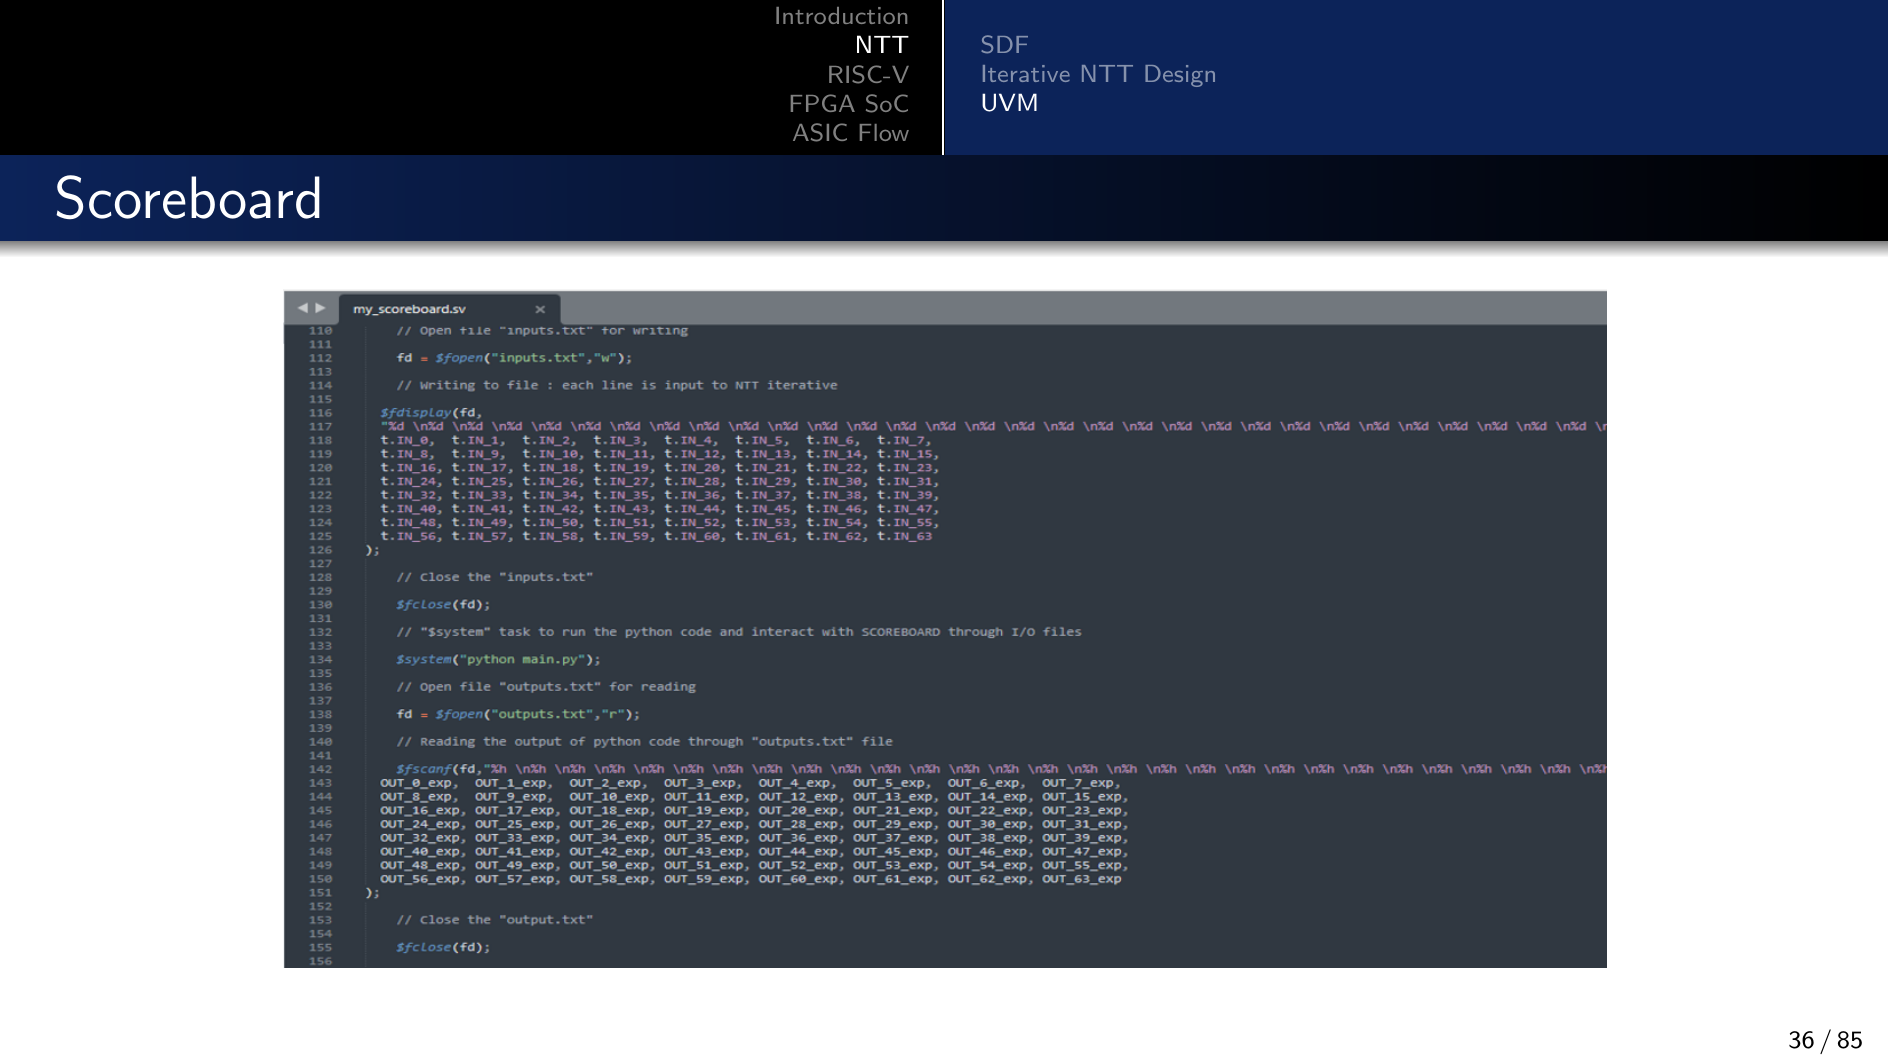 Introduction
NTT
RISC-V
FPGA SoC
ASIC Flow
SDF
Iterative NTT Design
UVM
Scoreboard
my_scoreboard.sv ×
110 // Open file "inputs.txt" for writing
111
112 fd = $fopen("inputs.txt","w");
113
114 // Writing to file : each line is input to NTT iterative
115
116 $fdisplay(fd,
117 "%d \n%d \n%d \n%d \n%d \n%d \n%d \n%d \n%d \n%d \n%d \n%d \n%d \n%d \n%d \n%d \n%d \n%d \n%d \n%d \n%d \n%d \n%d \n%d \n%d \n%d \n%d \n%d \n%d \n%d \n%d \n
118 t.IN_0, t.IN_1, t.IN_2, t.IN_3, t.IN_4, t.IN_5, t.IN_6, t.IN_7,
119 t.IN_8, t.IN_9, t.IN_10, t.IN_11, t.IN_12, t.IN_13, t.IN_14, t.IN_15,
120 t.IN_16, t.IN_17, t.IN_18, t.IN_19, t.IN_20, t.IN_21, t.IN_22, t.IN_23,
121 t.IN_24, t.IN_25, t.IN_26, t.IN_27, t.IN_28, t.IN_29, t.IN_30, t.IN_31,
122 t.IN_32, t.IN_33, t.IN_34, t.IN_35, t.IN_36, t.IN_37, t.IN_38, t.IN_39,
123 t.IN_40, t.IN_41, t.IN_42, t.IN_43, t.IN_44, t.IN_45, t.IN_46, t.IN_47,
124 t.IN_48, t.IN_49, t.IN_50, t.IN_51, t.IN_52, t.IN_53, t.IN_54, t.IN_55,
125 t.IN_56, t.IN_57, t.IN_58, t.IN_59, t.IN_60, t.IN_61, t.IN_62, t.IN_63
126 );
127
128 // Close the "inputs.txt"
129
130 $fclose(fd);
131
132 // "$system" task to run the python code and interact with SCOREBOARD through I/O files
133
134 $system("python main.py");
135
136 // Open file "outputs.txt" for reading
137
138 fd = $fopen("outputs.txt","r");
139
140 // Reading the output of python code through "outputs.txt" file
141
142 $fscanf(fd,"%h \n%h \n%h \n%h \n%h \n%h \n%h \n%h \n%h \n%h \n%h \n%h \n%h \n%h \n%h \n%h \n%h \n%h \n%h \n%h \n%h \n%h \n%h \n%h \n%h \n%h \n%h \n%h \n%h
143 OUT_0_exp, OUT_1_exp, OUT_2_exp, OUT_3_exp, OUT_4_exp, OUT_5_exp, OUT_6_exp, OUT_7_exp,
144 OUT_8_exp, OUT_9_exp, OUT_10_exp, OUT_11_exp, OUT_12_exp, OUT_13_exp, OUT_14_exp, OUT_15_exp,
145 OUT_16_exp, OUT_17_exp, OUT_18_exp, OUT_19_exp, OUT_20_exp, OUT_21_exp, OUT_22_exp, OUT_23_exp,
146 OUT_24_exp, OUT_25_exp, OUT_26_exp, OUT_27_exp, OUT_28_exp, OUT_29_exp, OUT_30_exp, OUT_31_exp,
147 OUT_32_exp, OUT_33_exp, OUT_34_exp, OUT_35_exp, OUT_36_exp, OUT_37_exp, OUT_38_exp, OUT_39_exp,
148 OUT_40_exp, OUT_41_exp, OUT_42_exp, OUT_43_exp, OUT_44_exp, OUT_45_exp, OUT_46_exp, OUT_47_exp,
149 OUT_48_exp, OUT_49_exp, OUT_50_exp, OUT_51_exp, OUT_52_exp, OUT_53_exp, OUT_54_exp, OUT_55_exp,
150 OUT_56_exp, OUT_57_exp, OUT_58_exp, OUT_59_exp, OUT_60_exp, OUT_61_exp, OUT_62_exp, OUT_63_exp
151 );
152
153 // Close the "output.txt"
154
155 $fclose(fd);
156
36 / 85